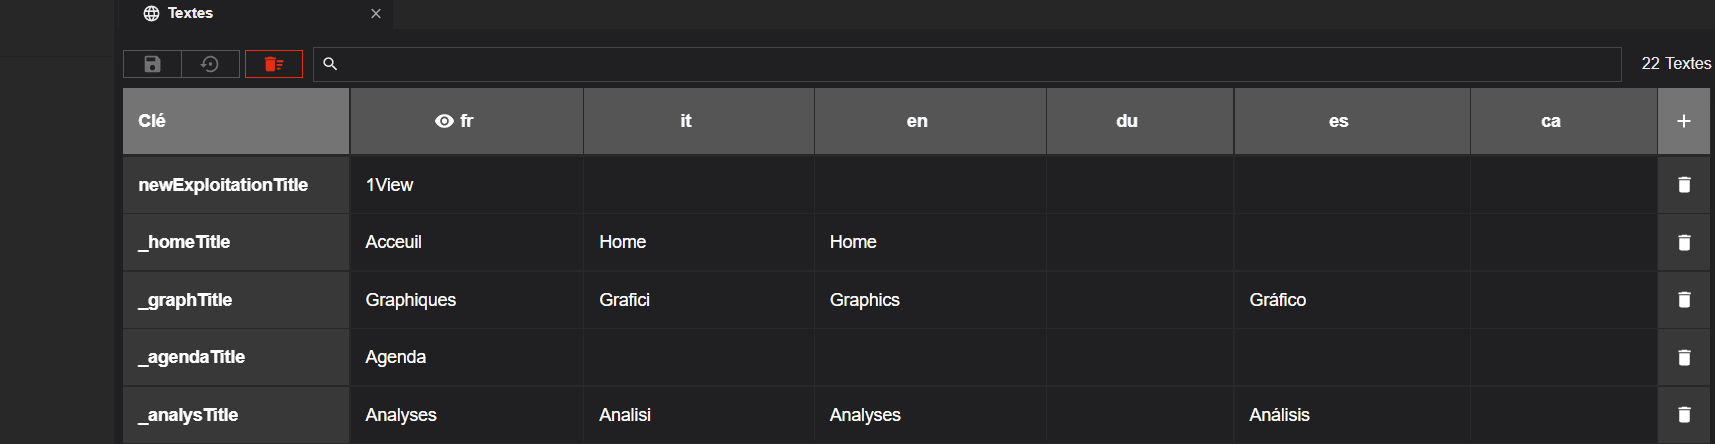 Textes
22 Textes
Clé fr it en du es ca
newExploitationTitle 1View
_homeTitle Acceuil Home Home
_graphTitle Graphiques Grafici Graphics Gráfico
_agendaTitle Agenda
_analysTitle Analyses Analisi Analyses Análisis